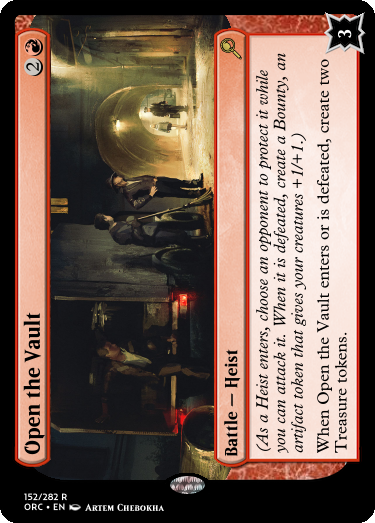 Open the Vault 2
Battle — Heist
(As a Heist enters, choose an opponent to protect it while
you can attack it. When it is defeated, create a Bounty, an
artifact token that gives your creatures +1/+1.)
When Open the Vault enters or is defeated, create two
Treasure tokens.
3
152/282 R
ORC • EN ARTEM CHEBOKHA